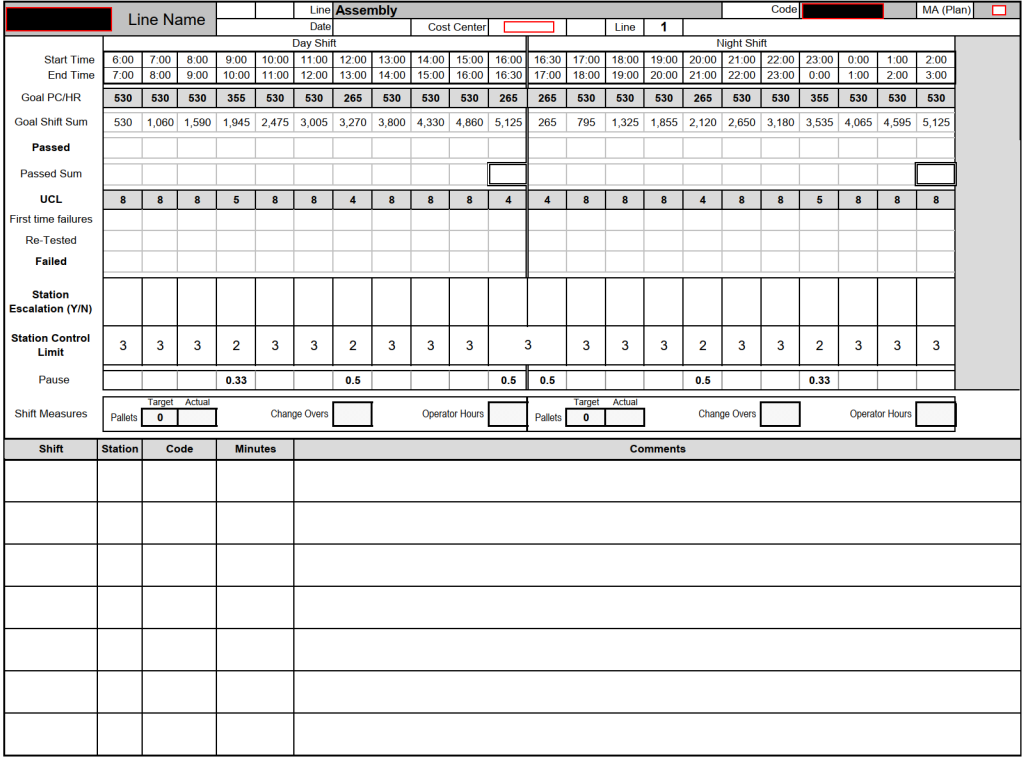 Line Name Line Assembly Code MA (Plan)
Date Cost Center Line 1
Day Shift Night Shift
Start Time 6:00 7:00 8:00 9:00 10:00 11:00 12:00 13:00 14:00 15:00 16:00 16:30 17:00 18:00 19:00 20:00 21:00 22:00 23:00 0:00 1:00 2:00
End Time 7:00 8:00 9:00 10:00 11:00 12:00 13:00 14:00 15:00 16:00 16:30 17:00 18:00 19:00 20:00 21:00 22:00 23:00 0:00 1:00 2:00 3:00
Goal PC/HR 530 530 530 355 530 530 265 530 530 530 265 265 530 530 530 265 530 530 355 530 530 530
Goal Shift Sum 530 1,060 1,590 1,945 2,475 3,005 3,270 3,800 4,330 4,860 5,125 265 795 1,325 1,855 2,120 2,650 3,180 3,535 4,065 4,595 5,125
Passed
Passed Sum
UCL 8 8 8 5 8 8 4 8 8 8 4 4 8 8 8 4 8 8 5 8 8 8
First time failures
Re-Tested
Failed
Station
Escalation (Y/N)
Station Control
Limit 3 3 3 2 3 3 2 3 3 3 3 3 3 3 2 3 3 2 3 3 3
Pause 0.33 0.5 0.5 0.5 0.5 0.33
Target Actual Target Actual
Shift Measures Pallets 0 Change Overs Operator Hours Pallets 0 Change Overs Operator Hours
Shift Station Code Minutes Comments